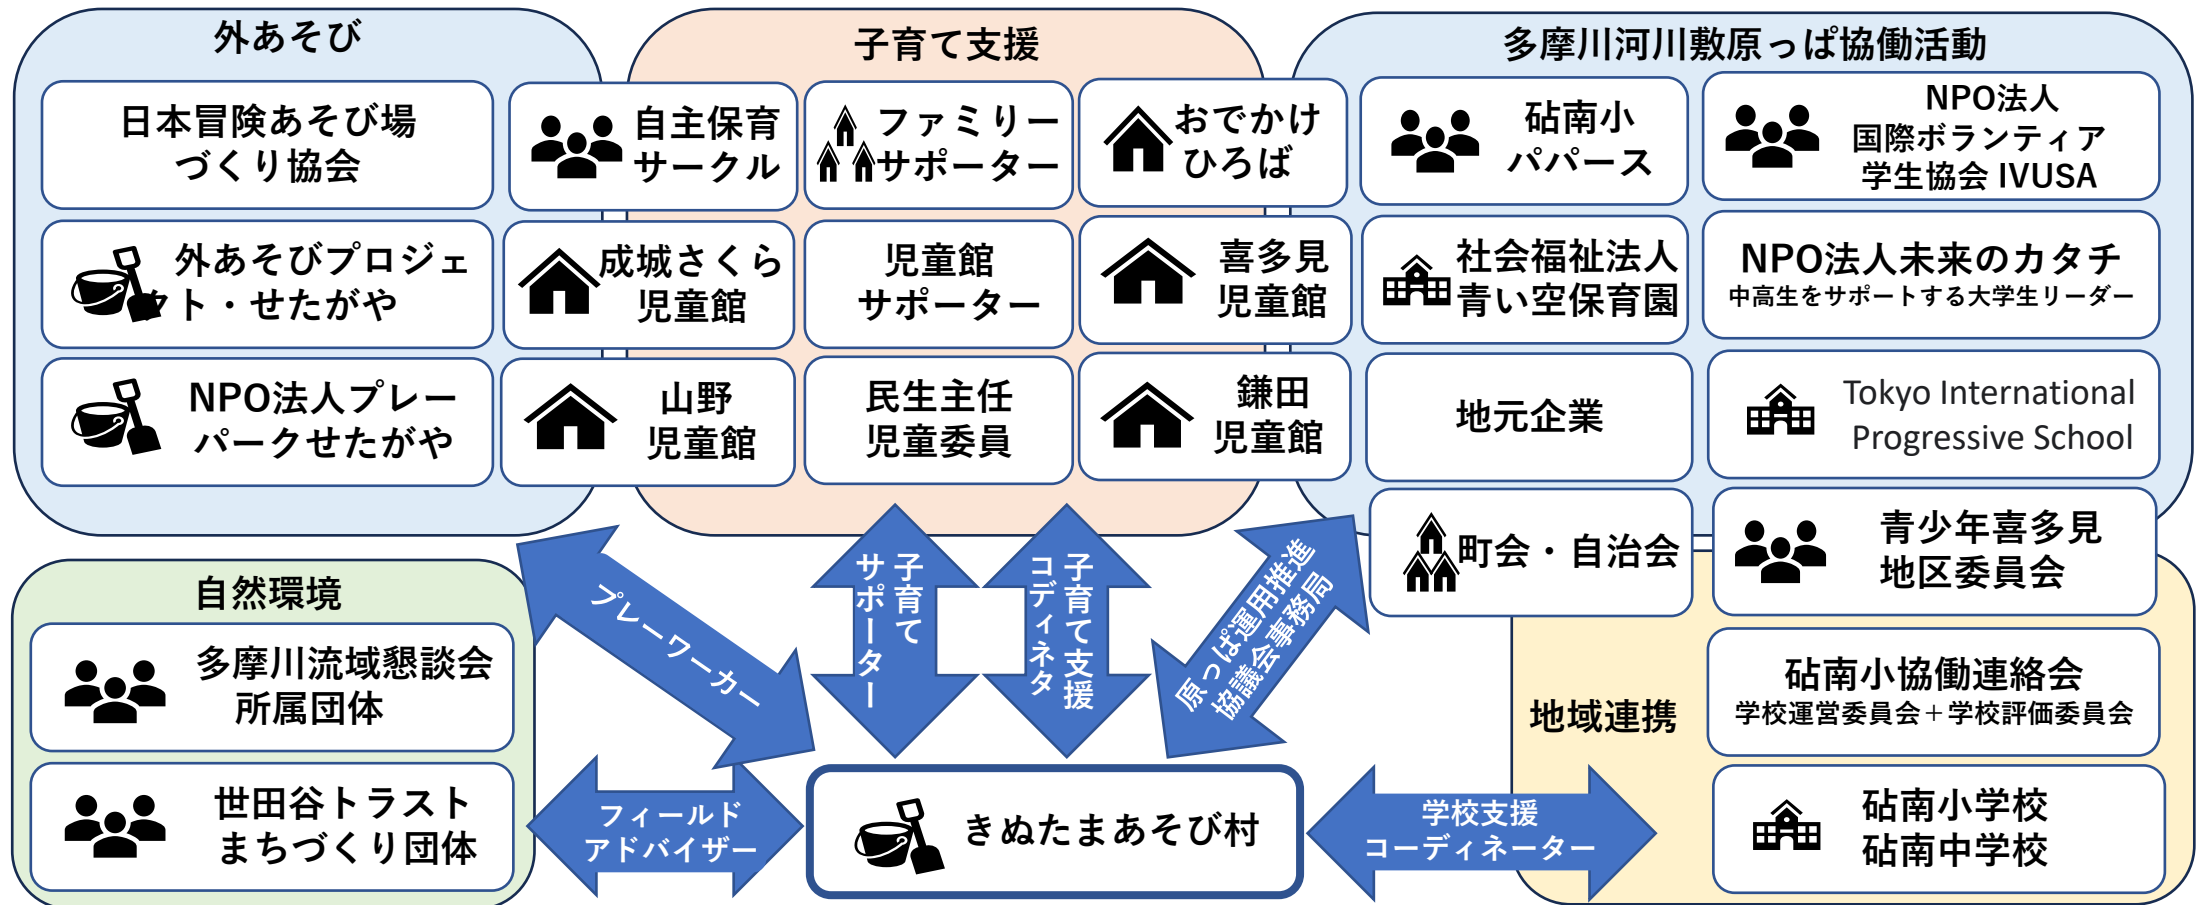 外あそび
日本冒険あそび場
づくり協会
外あそびプロジェ
クト・せたがや
NPO法人プレー
パークせたがや
自主保育
サークル
成城さくら
児童館
山野
児童館
子育て支援
ファミリー
サポーター
児童館
サポーター
民生主任
児童委員
おでかけ
ひろば
喜多見
児童館
鎌田
児童館
多摩川河川敷原っぱ協働活動
砧南小
パパース
NPO法人
国際ボランティア
学生協会 IVUSA
社会福祉法人
青い空保育園
NPO法人未来のカタチ
中高生をサポートする大学生リーダー
地元企業
Tokyo International
Progressive School
町会・自治会
青少年喜多見
地区委員会
自然環境
多摩川流域懇談会
所属団体
世田谷トラスト
まちづくり団体
プレーワーカー
子育て
サポーター
子育て支援
コディネタ
原っぱ運用推進
協議会事務局
フィールド
アドバイザー
きぬたまあそび村
学校支援
コーディネーター
地域連携
砧南小協働連絡会
学校運営委員会＋学校評価委員会
砧南小学校
砧南中学校